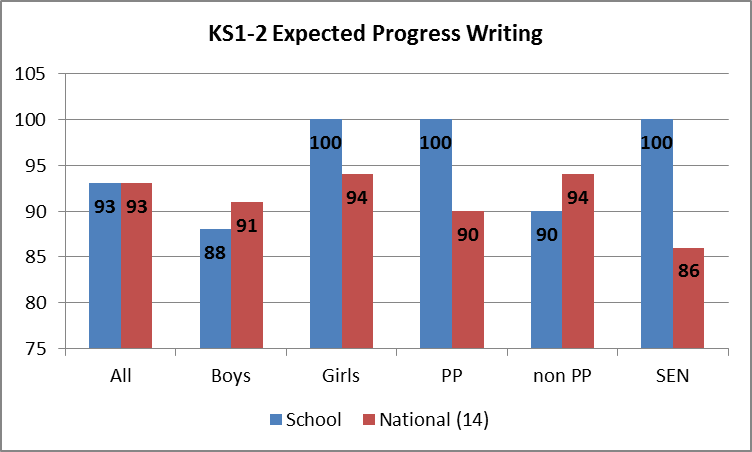 KS1-2 Expected Progress Writing
105
100
95
90
85
80
75
93 93 88 91 100 94 100 90 90 94 100 86
All Boys Girls PP non PP SEN
School National (14)